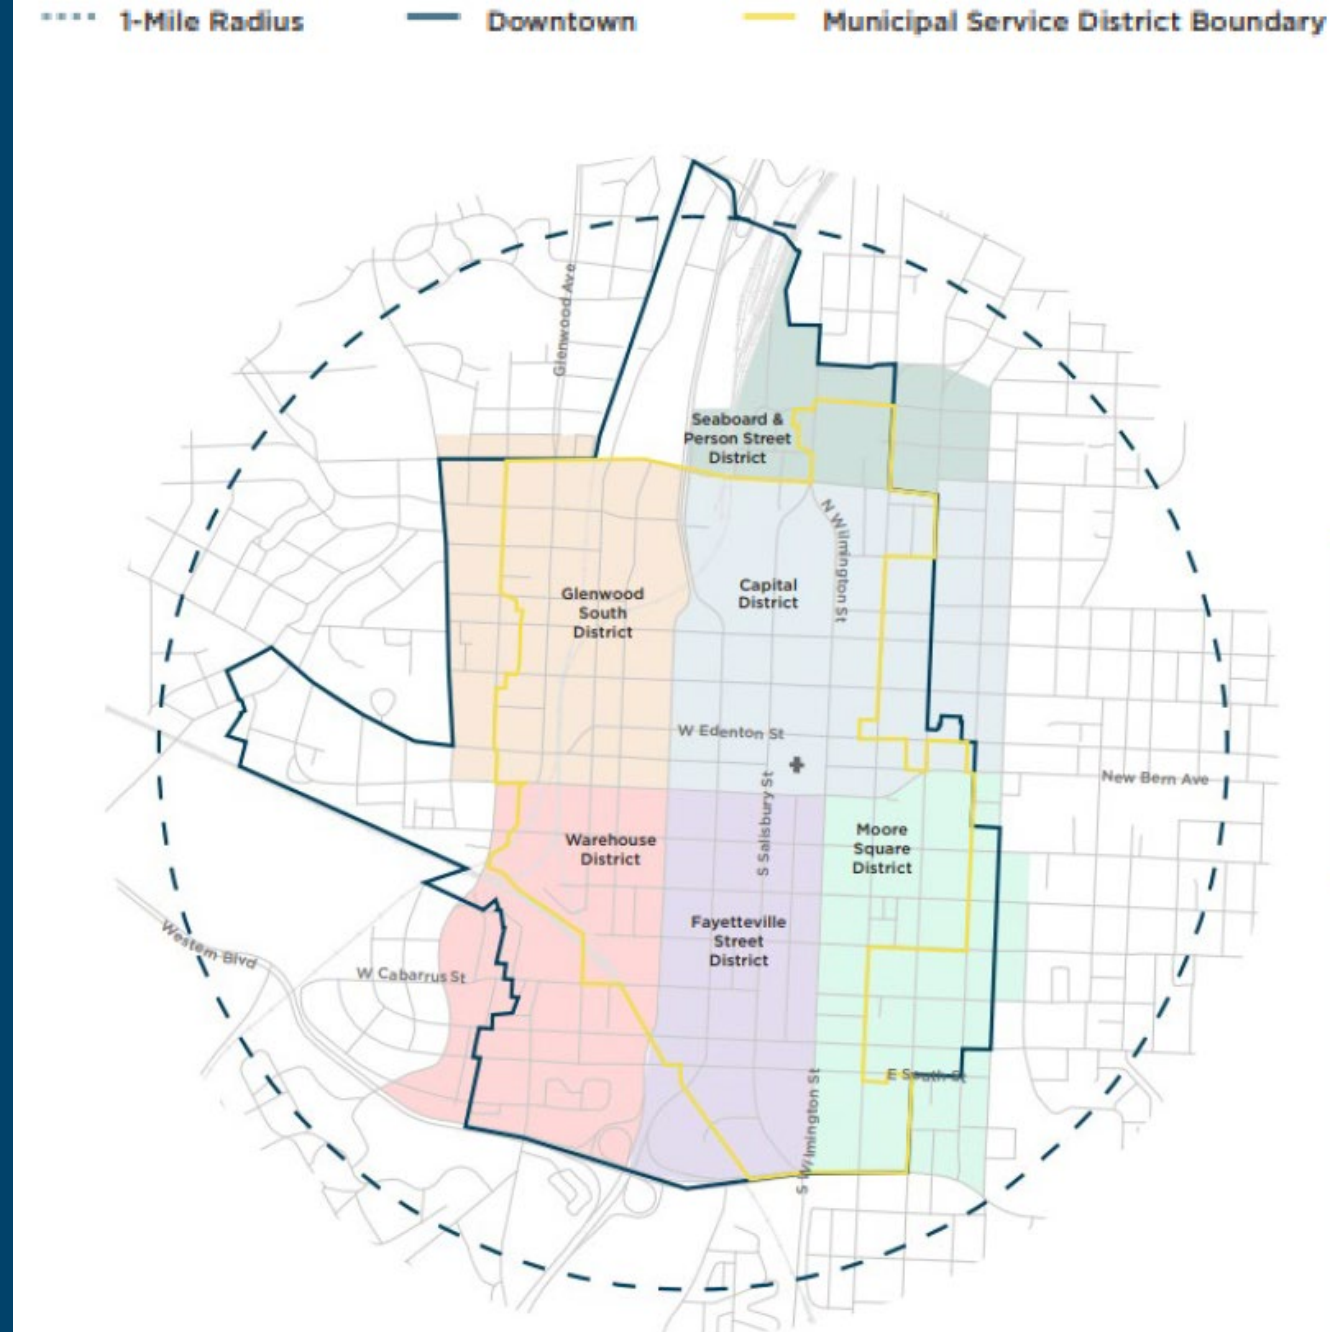 1-Mile Radius
Downtown
Municipal Service District Boundary
Glenwood Ave
Seaboard &
Person Street
District
N Wilmington St
Glenwood
South
District
Capital
District
W Edenton St
S Salisbury St
New Bern Ave
Warehouse
District
Moore
Square
District
Fayetteville
Street
District
Western Blvd
W Cabarrus St
E South St
S Wilmington St